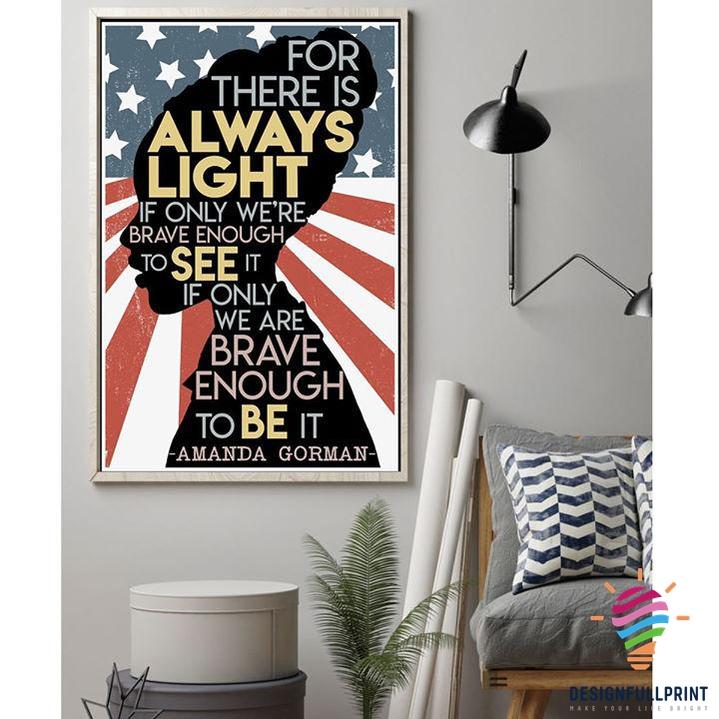 FOR
THERE IS
ALWAYS
LIGHT
IF ONLY WE'RE
BRAVE ENOUGH
TO SEE IT
IF ONLY
WE ARE
BRAVE
ENOUGH
TO BE IT
-AMANDA GORMAN-
DESIGNFULLPRINT
MAKE YOUR LIFE BRIGHT